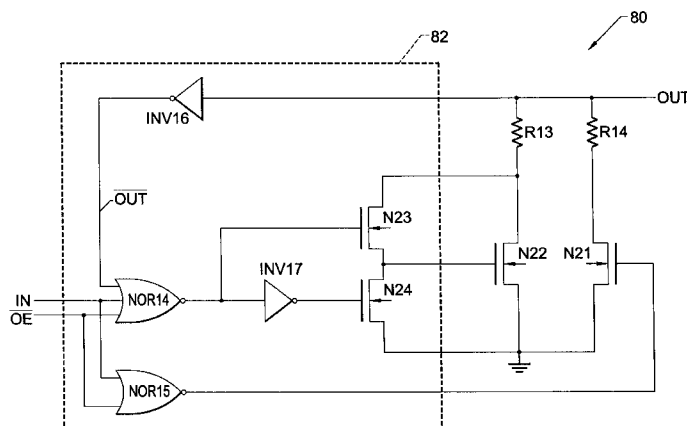 80
82
OUT
INV16
R13
R14
OUT
N23
INV17
N22
N21
N24
IN
OE
NOR14
NOR15